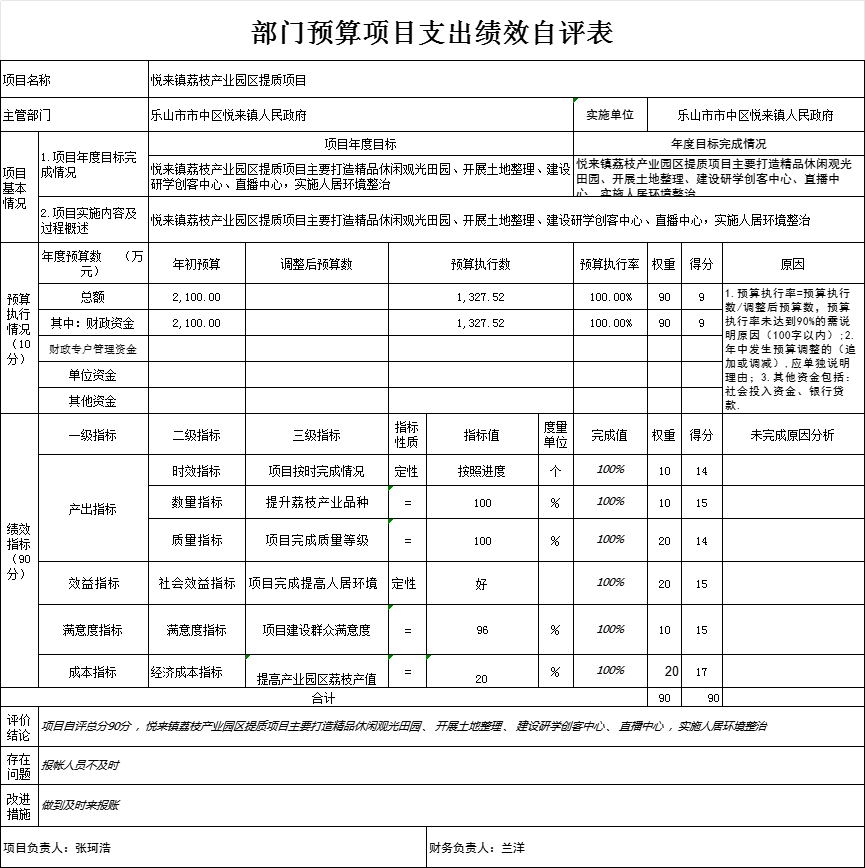 部门预算项目支出绩效自评表
项目名称 悦来镇荔枝产业园区提质项目
主管部门 乐山市市中区悦来镇人民政府 实施单位 乐山市市中区悦来镇人民政府
项目
基本
情况
1.项目年度目标完
成情况
项目年度目标 年度目标完成情况
悦来镇荔枝产业园区提质项目主要打造精品休闲观光田园、开展土地整理、建设
研学创客中心、直播中心，实施人居环境整治
悦来镇荔枝产业园区提质项目主要打造精品休闲观光
田园、开展土地整理、建设研学创客中心、直播中
心，实施人居环境整治
2.项目实施内容及
过程概述
悦来镇荔枝产业园区提质项目主要打造精品休闲观光田园、开展土地整理、建设研学创客中心、直播中心，实施人居环境整治
预算
执行
情况
（10
分）
年度预算数 （万
元）
年初预算 调整后预算数 预算执行数 预算执行率 权重 得分 原因
总额 2,100.00 1,327.52 100.00% 90 9
其中：财政资金 2,100.00 1,327.52 100.00% 90 9
财政专户管理资金
单位资金
其他资金
1.预算执行率=预算执行
数/调整后预算数，预算
执行率未达到90%的需说
明原因（100字以内）;2.
年中发生预算调整的（追
加或调减）,应单独说明
理由; 3.其他资金包括：
社会投入资金、银行贷
款.
绩效
指标
（90
分）
一级指标 二级指标 三级指标 指标
性质 指标值 度量
单位 完成值 权重 得分 未完成原因分析
产出指标
时效指标 项目按时完成情况 定性 按照进度 个 100% 10 14
数量指标 提升荔枝产业品种 = 100 % 100% 10 15
质量指标 项目完成质量等级 = 100 % 100% 20 14
效益指标 社会效益指标 项目完成提高人居环境 定性 好 100% 20 15
满意度指标 满意度指标 项目建设群众满意度 = 96 % 100% 10 15
成本指标 经济成本指标 提高产业园区荔枝产值 = 20 % 100% 20 17
合计 90 90
评价
结论
项目自评总分90分，悦来镇荔枝产业园区提质项目主要打造精品休闲观光田园、开展土地整理、建设研学创客中心、直播中心，实施人居环境整治
存在
问题
报帐人员不及时
改进
措施
做到及时来报账
项目负责人：张珂浩 财务负责人：兰洋